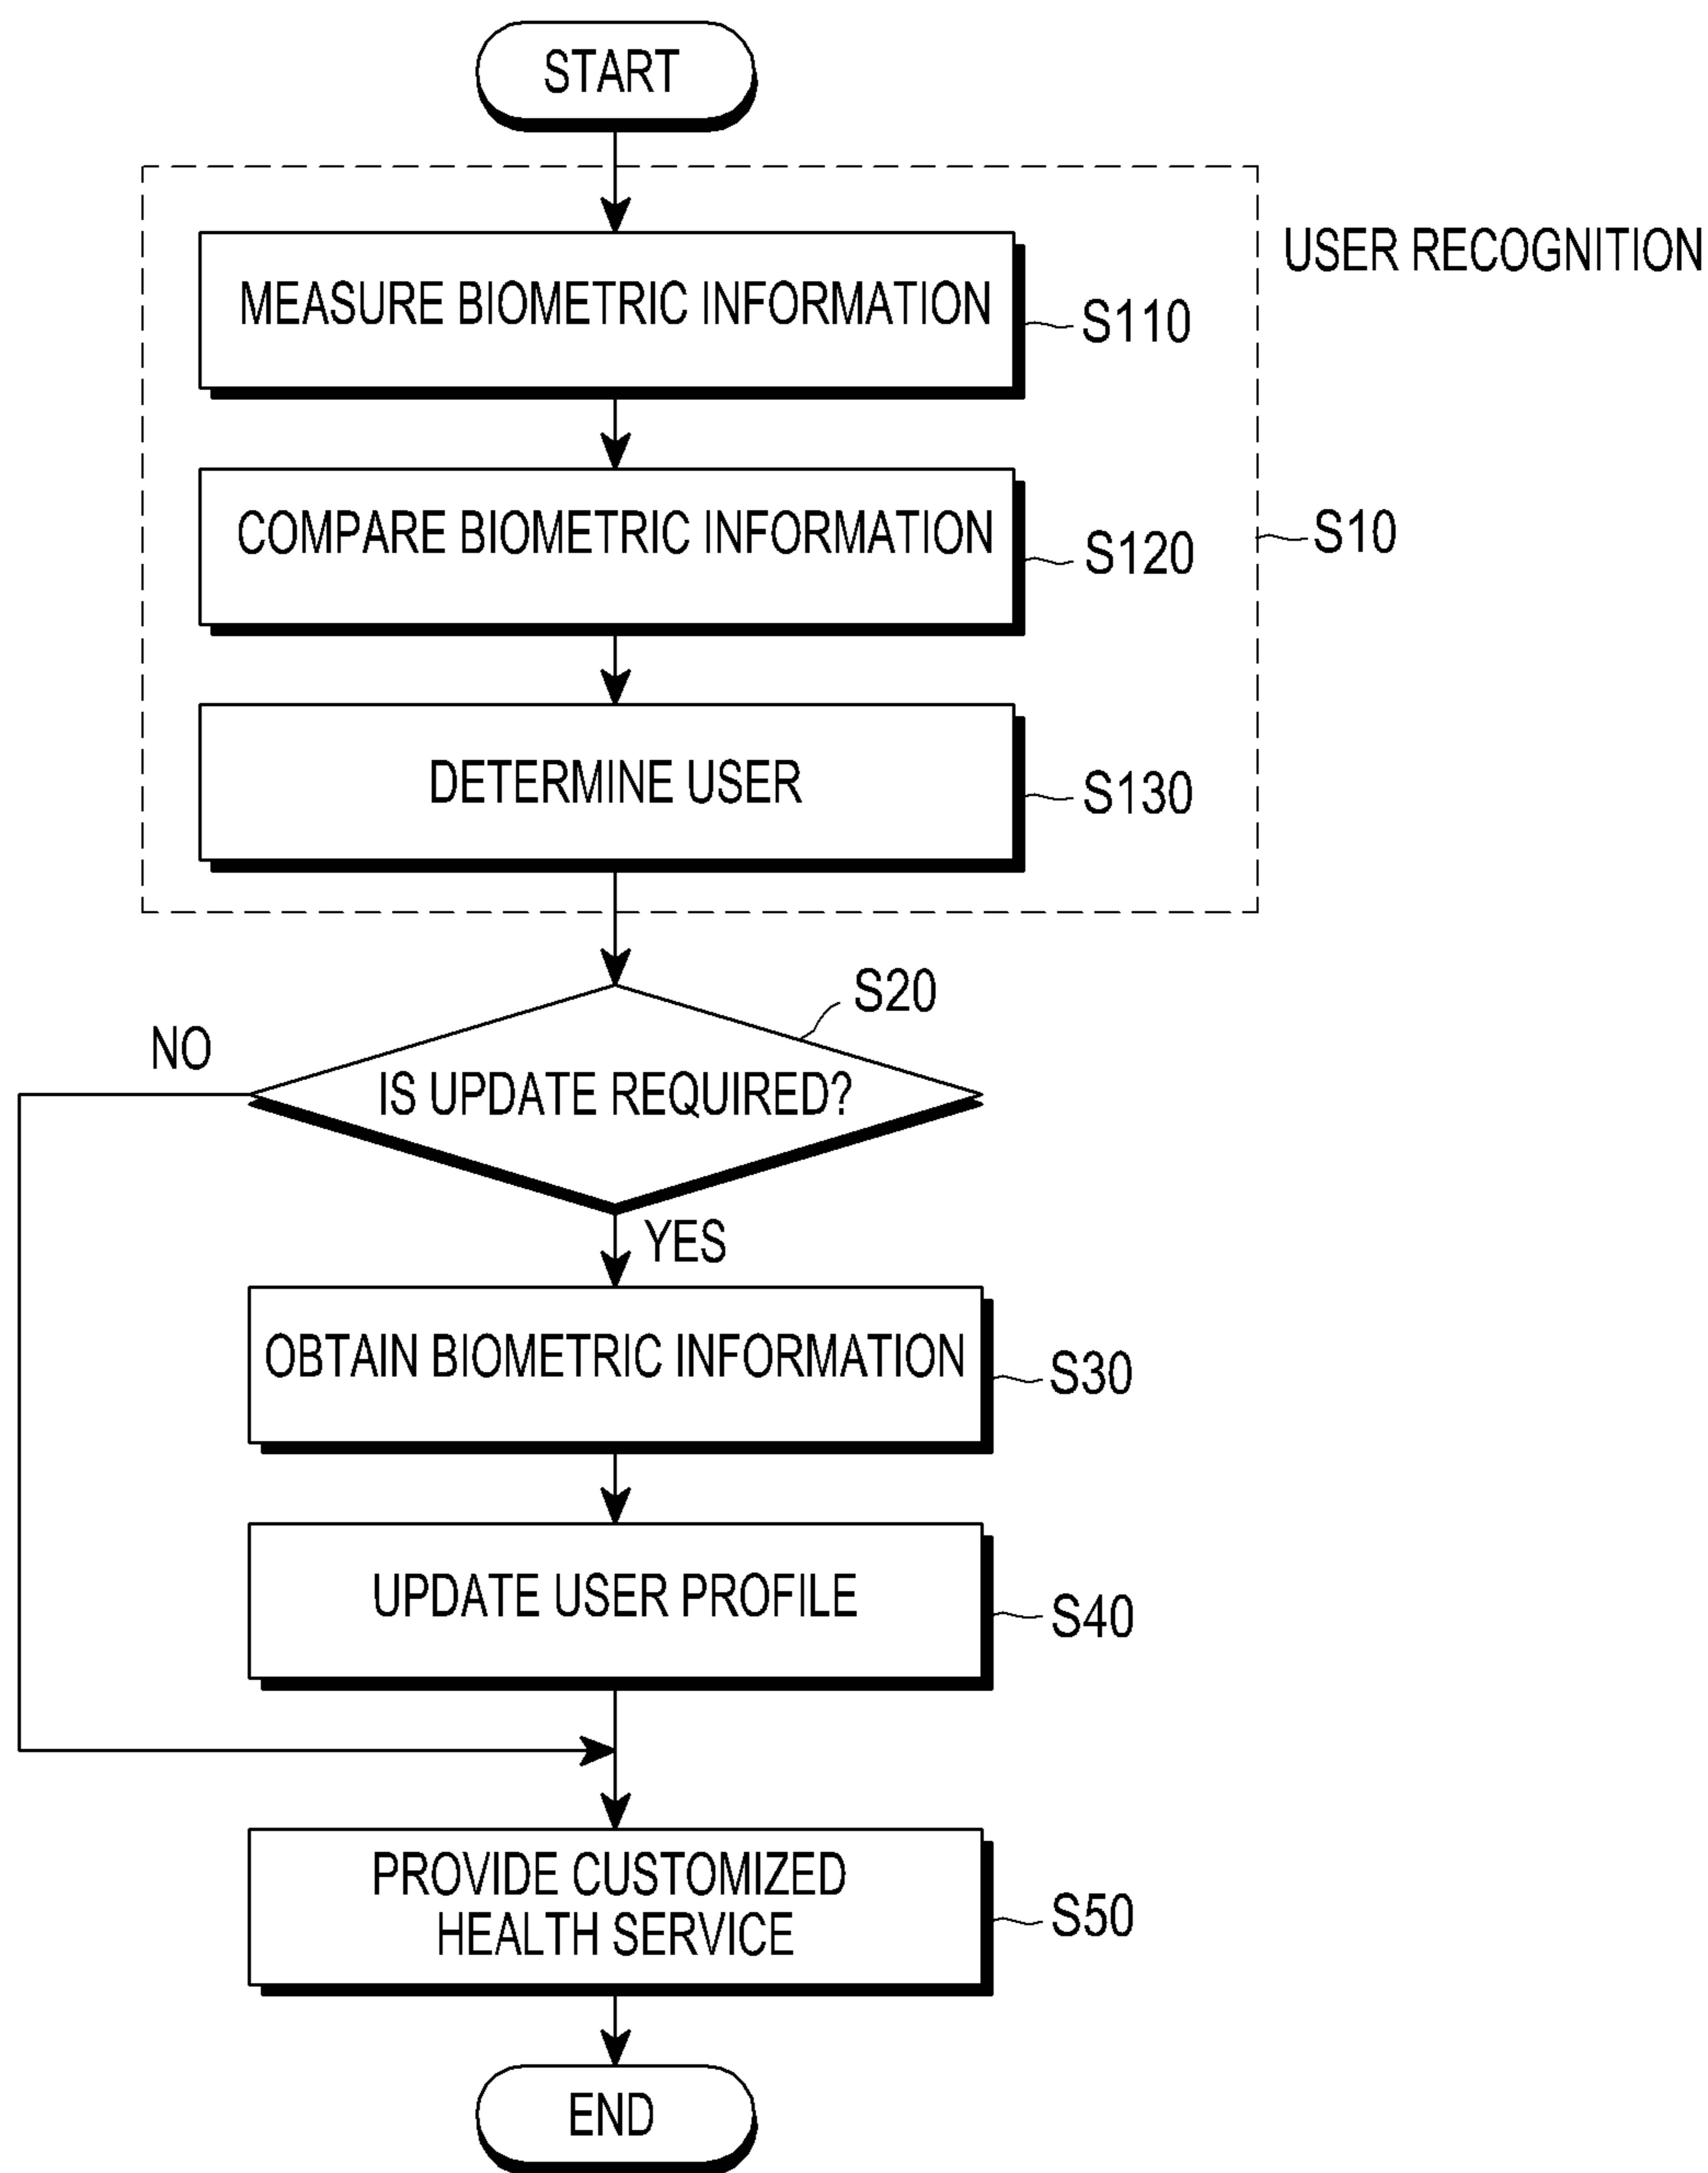 START
USER RECOGNITION
MEASURE BIOMETRIC INFORMATION
S110
COMPARE BIOMETRIC INFORMATION
S120
S10
DETERMINE USER
S130
S20
NO
IS UPDATE REQUIRED?
YES
OBTAIN BIOMETRIC INFORMATION
S30
UPDATE USER PROFILE
S40
PROVIDE CUSTOMIZED
HEALTH SERVICE
S50
END